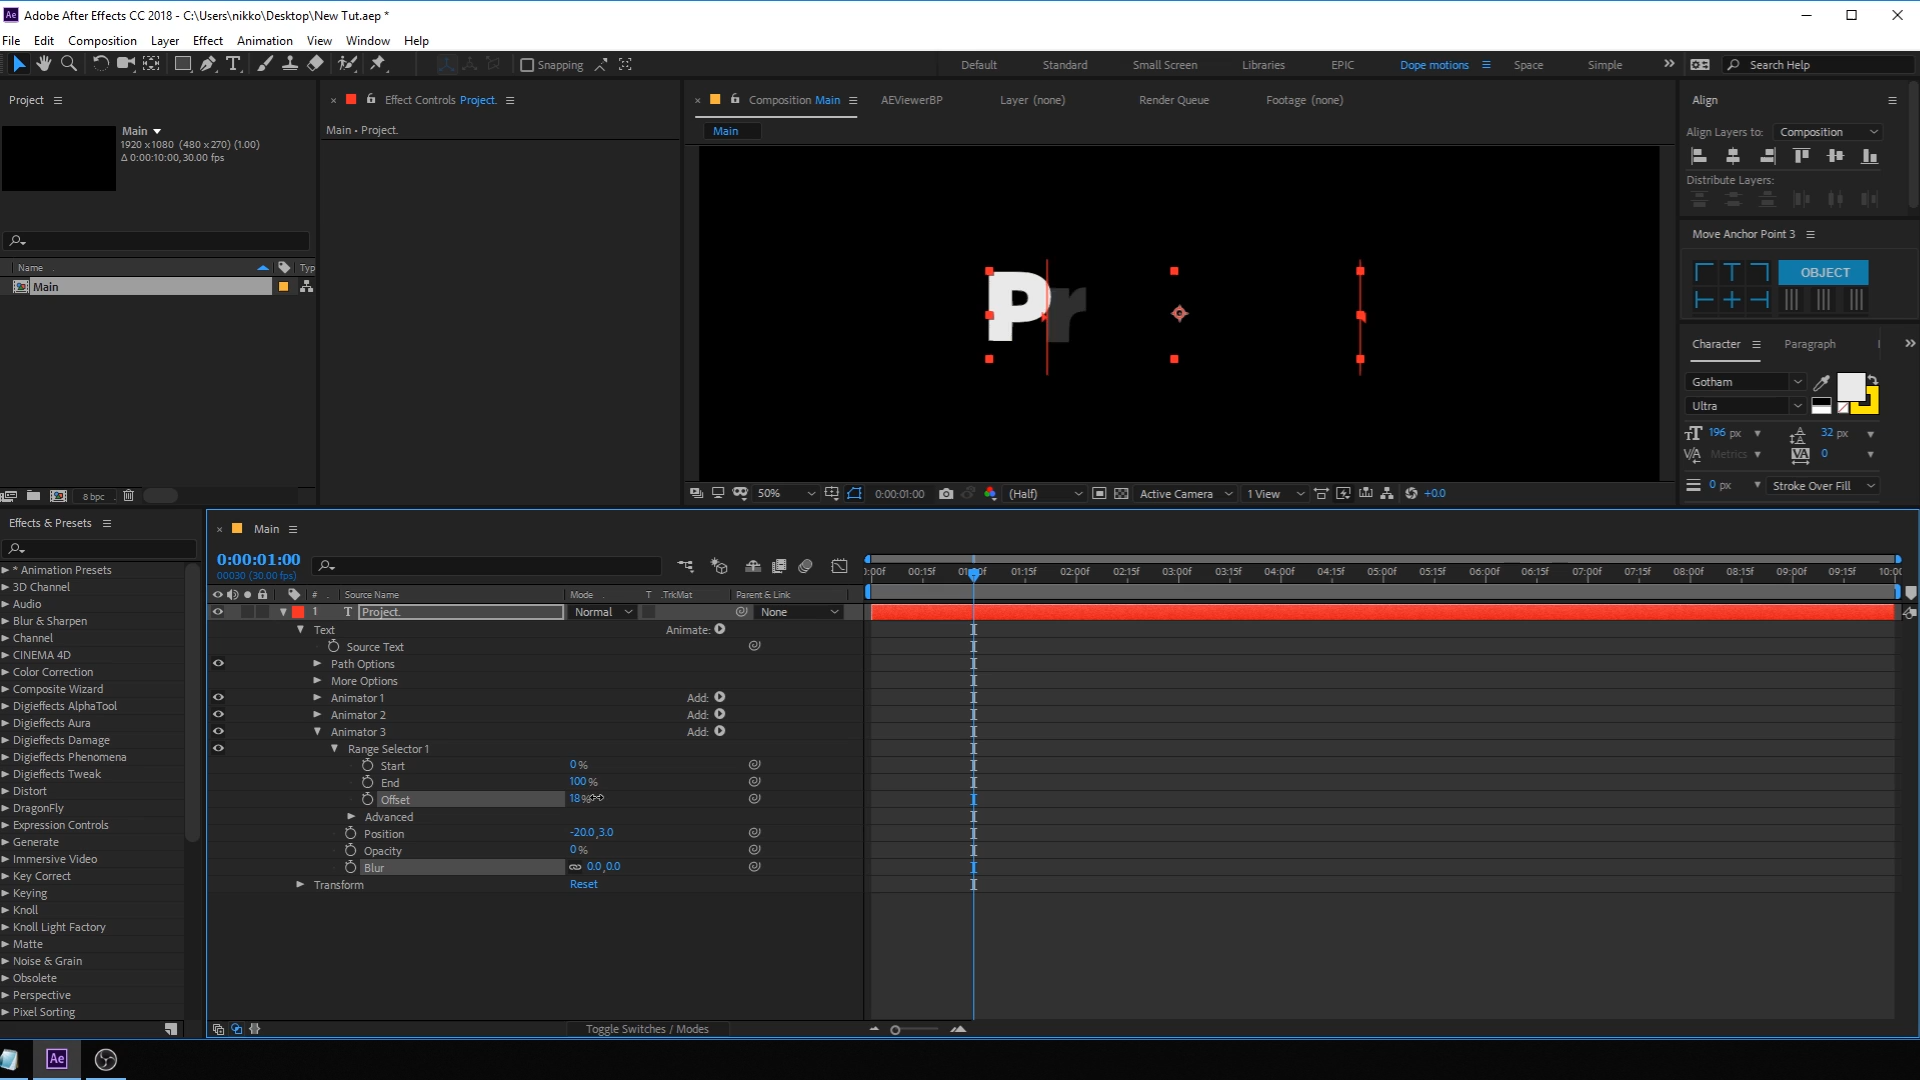 Adobe After Effects CC 2018 - C:\Users\nikko\Desktop\New Tut.aep *
File Edit Composition Layer Effect Animation View Window Help
Snapping
Default Standard Small Screen Libraries EPIC Dope motions Space Simple Search Help
Project
Effect Controls Project.
Composition Main AEViewerBP Layer (none) Render Queue Footage (none)
Align
Main
1920 x1080 (480 x270) (1.00)
Δ 0:00:10:00, 30.00 fps
Main • Project.
Main
Align Layers to: Composition
Distribute Layers:
Move Anchor Point 3
OBJECT
Name Typ
Main
Pr
Character Paragraph
Gotham
Ultra
196 px 32 px
Metrics 0
0 px Stroke Over Fill
8 bpc
50% 0:00:01:00 (Half) Active Camera 1 View +0.0
Effects & Presets
* Animation Presets
3D Channel
Audio
Blur & Sharpen
Channel
CINEMA 4D
Color Correction
Composite Wizard
Digieffects AlphaTool
Digieffects Aura
Digieffects Damage
Digieffects Phenomena
Digieffects Tweak
Distort
DragonFly
Expression Controls
Generate
Immersive Video
Key Correct
Keying
Knoll
Knoll Light Factory
Matte
Noise & Grain
Obsolete
Perspective
Pixel Sorting
Main
0:00:01:00
00030 (30.00 fps)
:00f 00:15f 01:00f 01:15f 02:00f 02:15f 03:00f 03:15f 04:00f 04:15f 05:00f 05:15f 06:00f 06:15f 07:00f 07:15f 08:00f 08:15f 09:00f 09:15f 10:00
# Source Name Mode T .TrkMat Parent & Link
1 T Project. Normal None
Text Animate:
Source Text
Path Options
More Options
Animator 1 Add:
Animator 2 Add:
Animator 3 Add:
Range Selector 1
Start 0 %
End 100 %
Offset 18 %
Advanced
Position -20.0, 3.0
Opacity 0 %
Blur 0.0, 0.0
Transform Reset
Toggle Switches / Modes
Ae